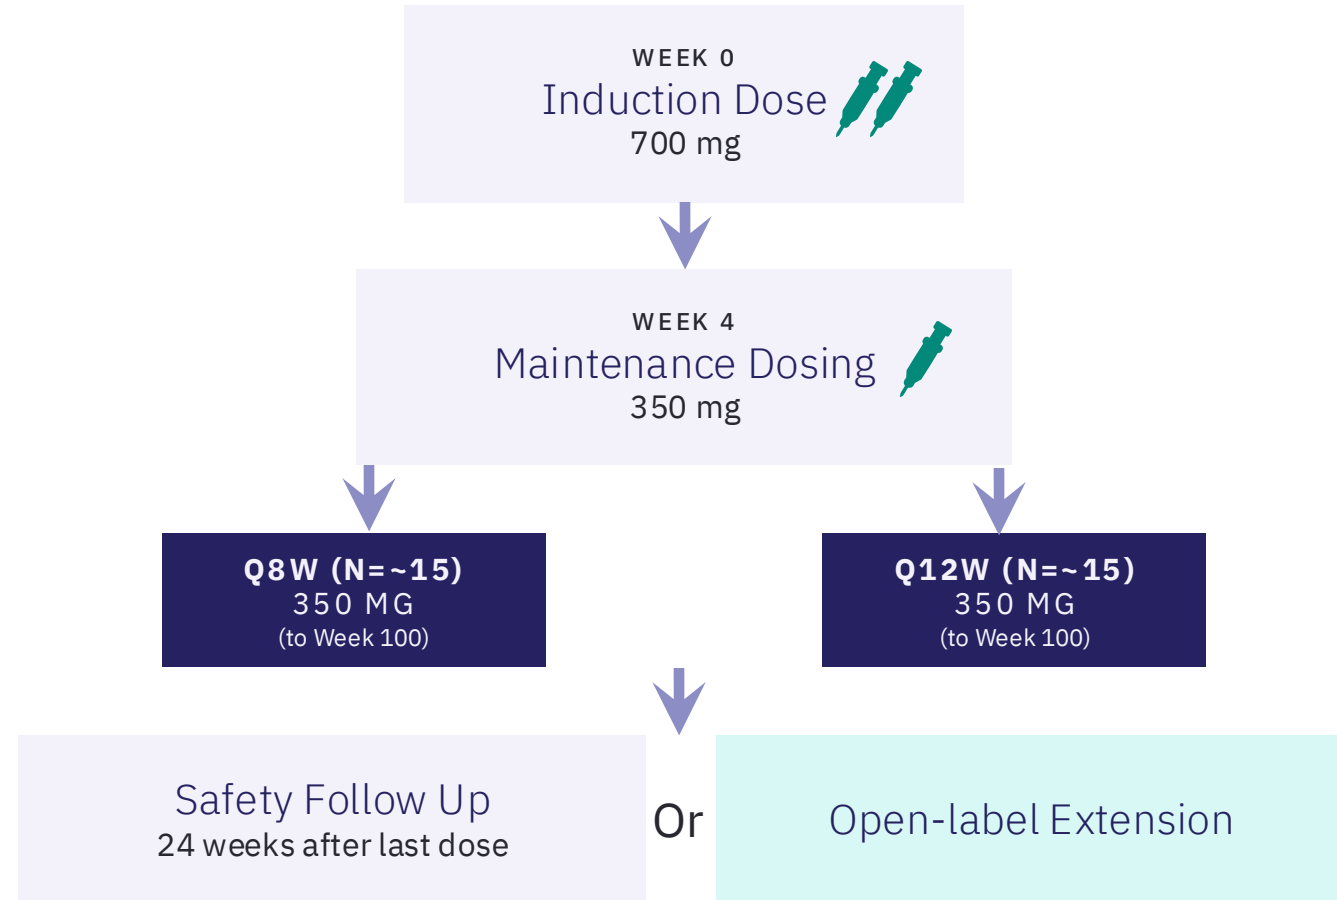 WEEK 0
Induction Dose
700 mg
WEEK 4
Maintenance Dosing
350 mg
Q8W (N=~15)
350 MG
(to Week 100)
Q12W (N=~15)
350 MG
(to Week 100)
Safety Follow Up
24 weeks after last dose
Or
Open-label Extension